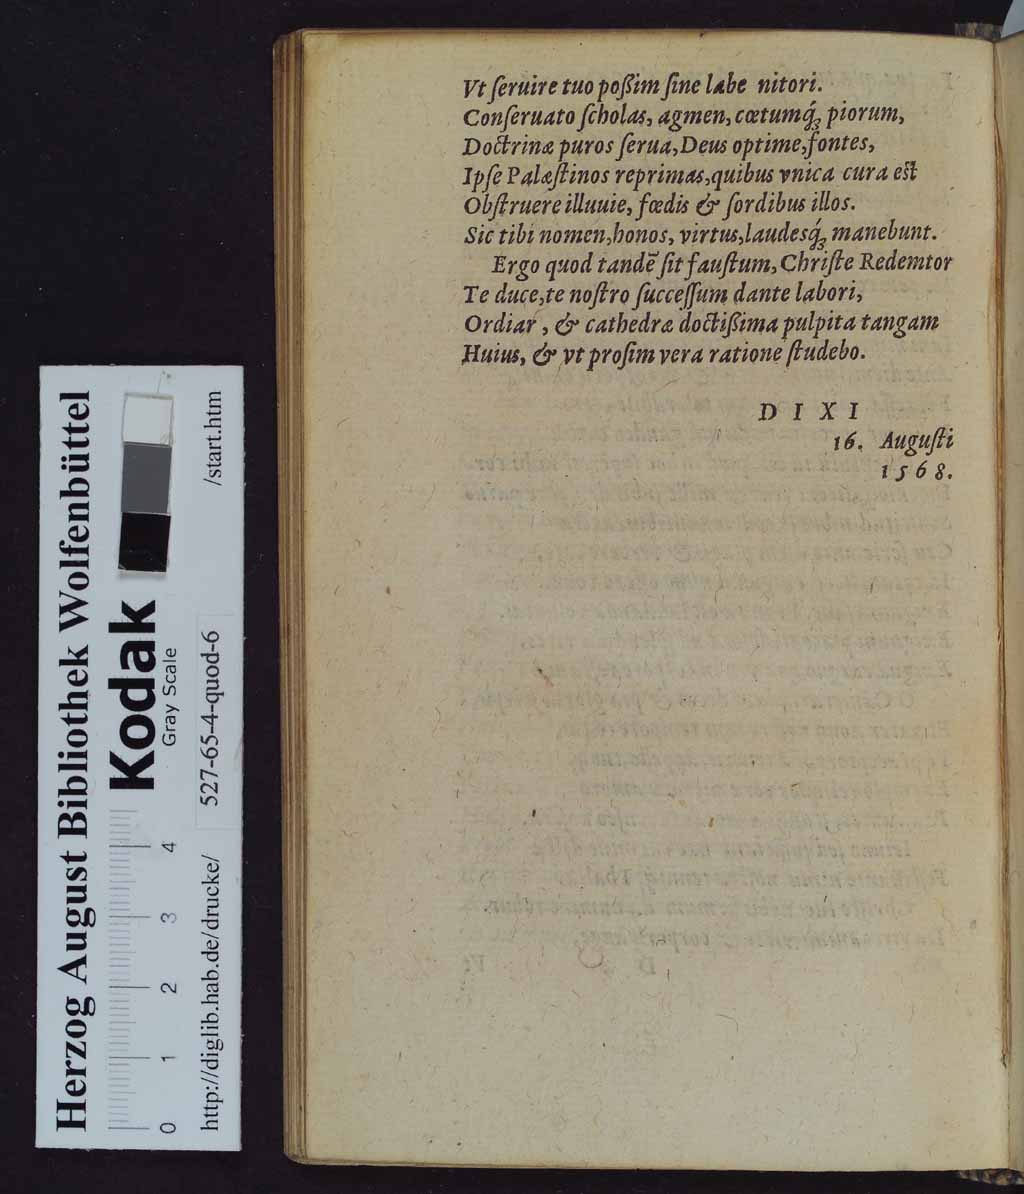 Vt ſeruire tuo poßim ſine labe nitori.
Conſeruato ſcholas, agmen, cœtumq́ꝫ piorum,
Doctrinæ puros ſerua, Deus optime, fontes,
Ipſe Palæſtinos reprimas, quibus vnica cura eſt
Obſtruere illuuie, fœdis & ſordibus illos.
Sic tibi nomen, honos, virtus, laudesq́ꝫ manebunt.
Ergo quod tandē ſit fauſtum, Chriſte Redemtor
Te duce, te noſtro ſucceſſum dante labori,
Ordiar, & cathedræ doctißima pulpita tangam
Huius, & vt proſim vera ratione ſtudebo.
D I X I
16. Auguſti
1568.
Herzog August Bibliothek Wolfenbüttel
Kodak
Gray Scale
0 1 2 3 4
http://diglib.hab.de/drucke/
527-65-4-quod-6
/start.htm